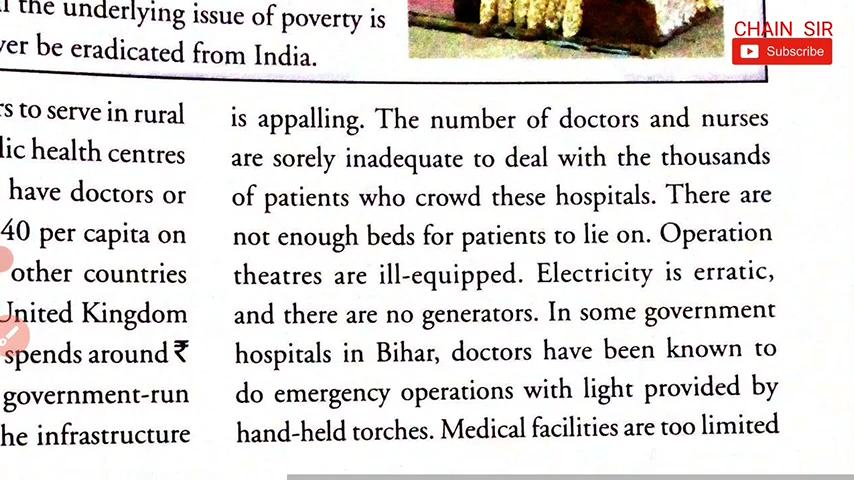 the underlying issue of poverty is
ver be eradicated from India.
CHAIN SIR
Subscribe
rs to serve in rural
lic health centres
have doctors or
40 per capita on
other countries
United Kingdom
spends around ₹
government-run
he infrastructure
is appalling. The number of doctors and nurses
are sorely inadequate to deal with the thousands
of patients who crowd these hospitals. There are
not enough beds for patients to lie on. Operation
theatres are ill-equipped. Electricity is erratic,
and there are no generators. In some government
hospitals in Bihar, doctors have been known to
do emergency operations with light provided by
hand-held torches. Medical facilities are too limited